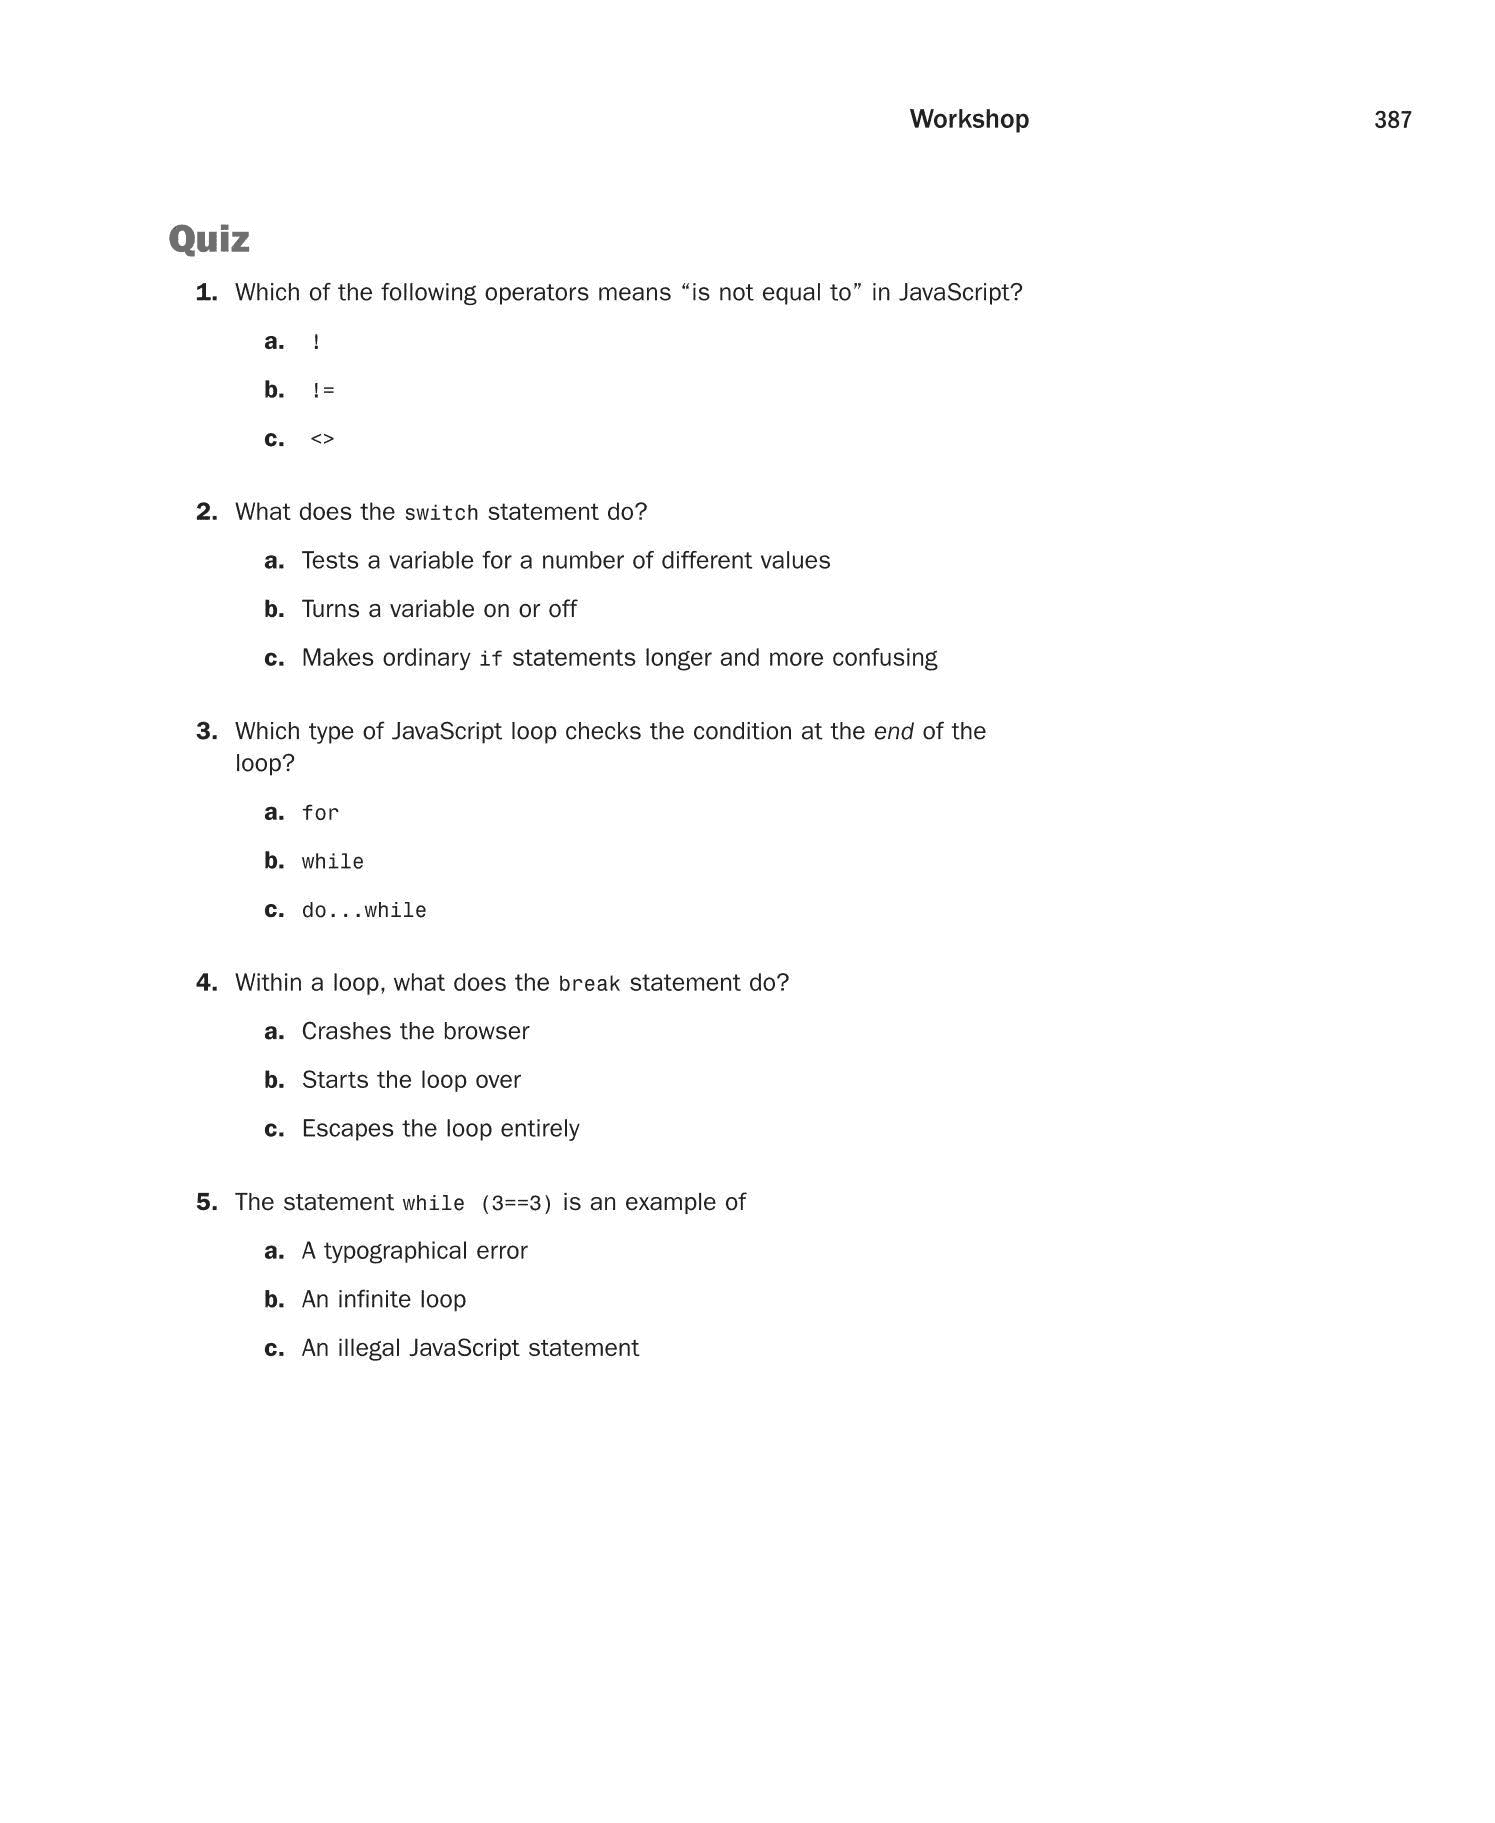 Workshop 387
Quiz
1. Which of the following operators means “is not equal to” in JavaScript?
a. !
b. !=
c. <>
2. What does the switch statement do?
a. Tests a variable for a number of different values
b. Turns a variable on or off
c. Makes ordinary if statements longer and more confusing
3. Which type of JavaScript loop checks the condition at the end of the
loop?
a. for
b. while
c. do...while
4. Within a loop, what does the break statement do?
a. Crashes the browser
b. Starts the loop over
c. Escapes the loop entirely
5. The statement while (3==3) is an example of
a. A typographical error
b. An infinite loop
c. An illegal JavaScript statement